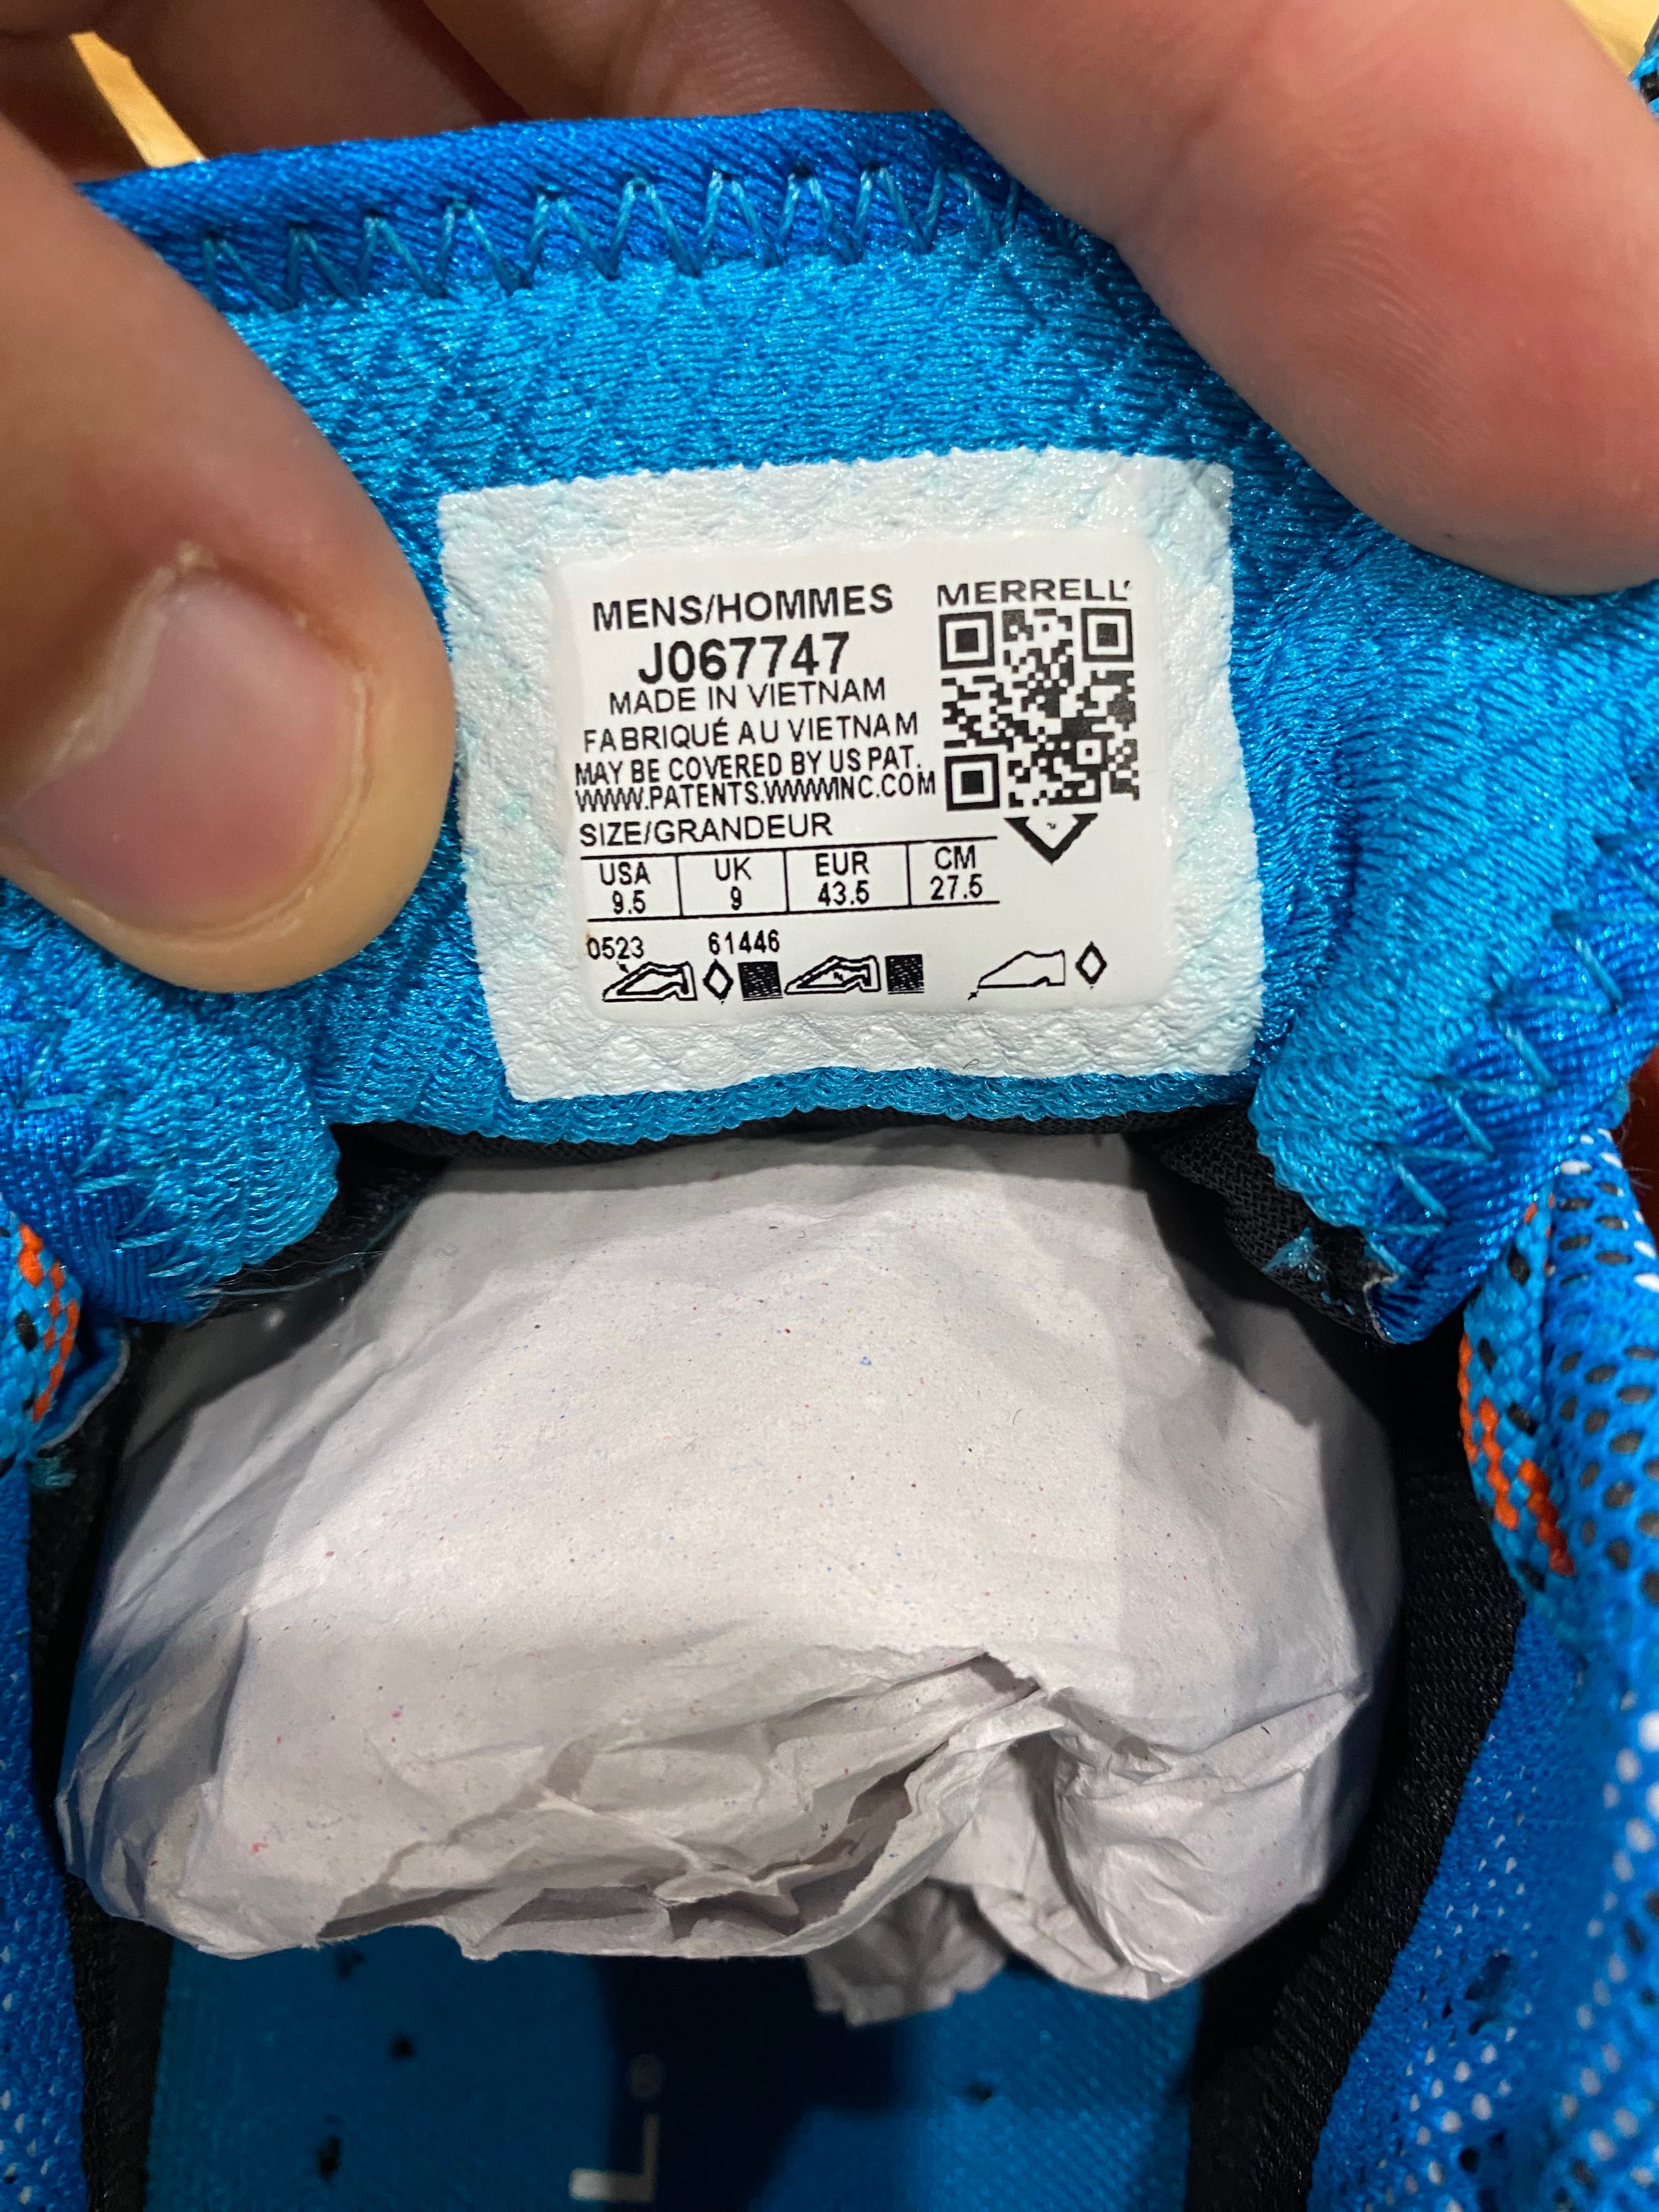 MENS/HOMMES
J067747
MADE IN VIETNAM
FABRIQUÉ AU VIETNAM
MAY BE COVERED BY US PAT.
WWW.PATENTS.WWWINC.COM
MERRELL
SIZE/GRANDEUR
USA UK EUR CM
9.5 9 43.5 27.5
0523 61446